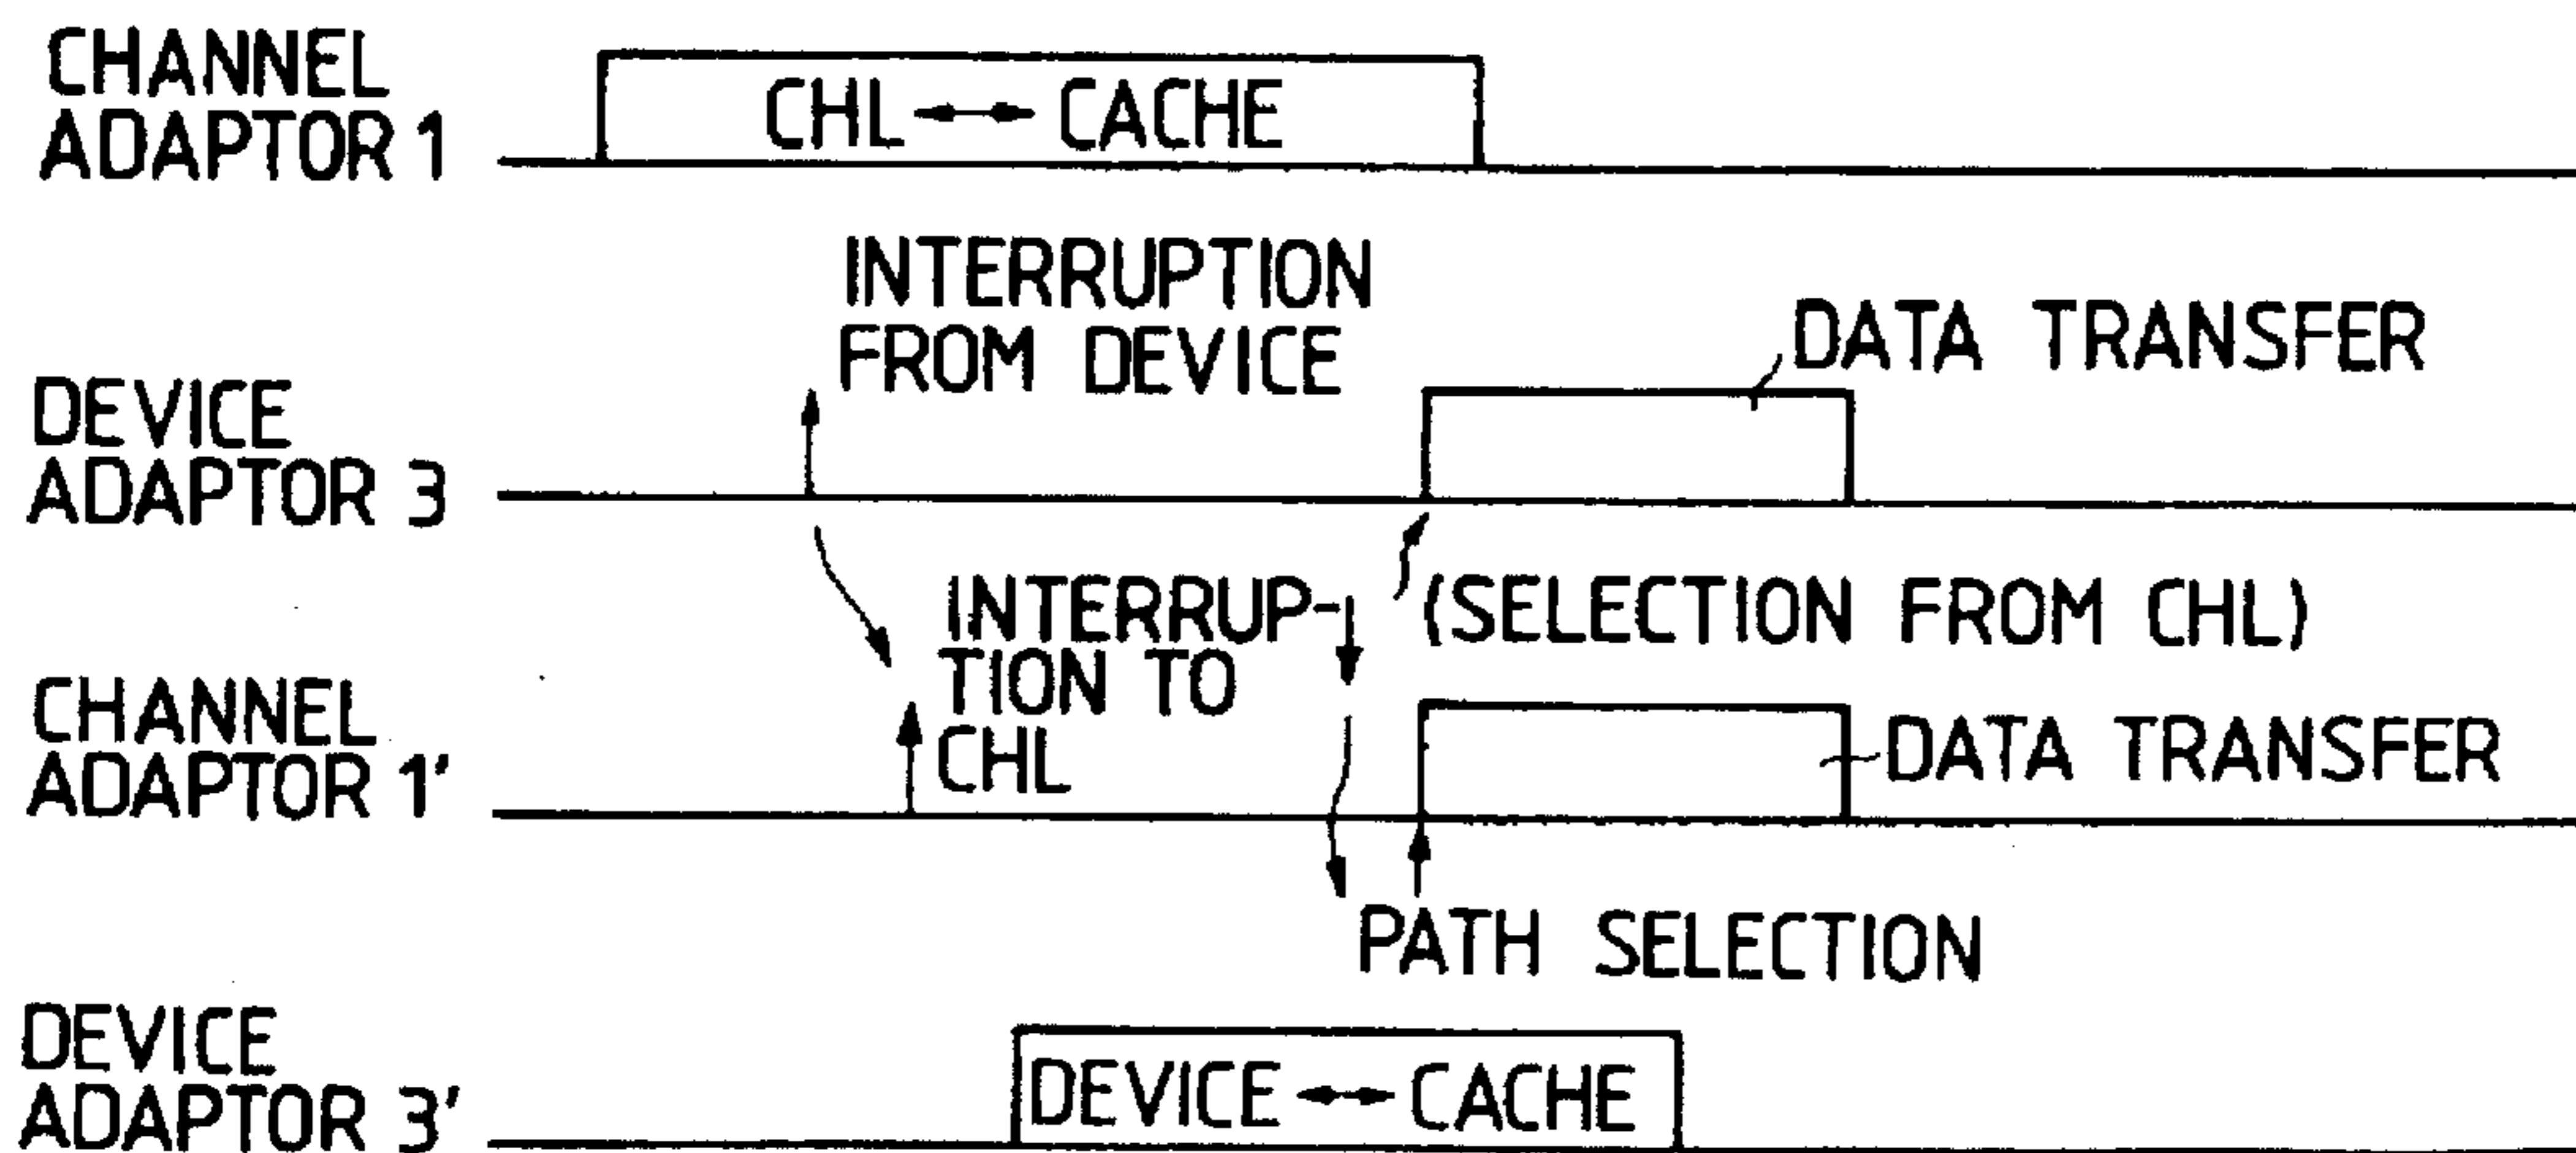 CHANNEL
ADAPTOR 1
CHL ↔ CACHE
INTERRUPTION
FROM DEVICE
DATA TRANSFER
DEVICE
ADAPTOR 3
INTERRUP-
TION TO
CHL
(SELECTION FROM CHL)
CHANNEL
ADAPTOR 1'
DATA TRANSFER
PATH SELECTION
DEVICE
ADAPTOR 3'
DEVICE ↔ CACHE